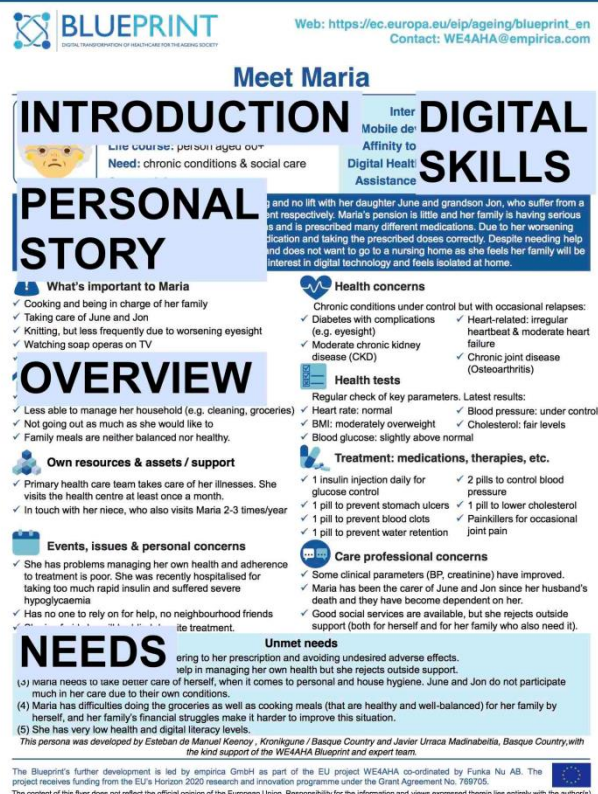 BLUEPRINT
DIGITAL TRANSFORMATION OF HEALTHCARE FOR THE AGEING SOCIETY
Web: https://ec.europa.eu/eip/ageing/blueprint_en
Contact: WE4AHA@empirica.com
Meet Maria
INTRODUCTION
Life course: person aged 80+
Need: chronic conditions & social care
Inter
Mobile de
Affinity to
Digital Healt
Assistance
DIGITAL
SKILLS
PERSONAL
STORY
g and no lift with her daughter June and grandson Jon, who suffer from a
ent respectively. Maria's pension is little and her family is having serious
s and is prescribed many different medications. Due to her worsening
dication and taking the prescribed doses correctly. Despite needing help
and does not want to go to a nursing home as she feels her family will be
interest in digital technology and feels isolated at home.
What's important to Maria
✓ Cooking and being in charge of her family
✓ Taking care of June and Jon
✓ Knitting, but less frequently due to worsening eyesight
✓ Watching soap operas on TV
OVERVIEW
✓ Less able to manage her household (e.g. cleaning, groceries)
✓ Not going out as much as she would like to
✓ Family meals are neither balanced nor healthy.
Own resources & assets / support
✓ Primary health care team takes care of her illnesses. She
visits the health centre at least once a month.
✓ In touch with her niece, who also visits Maria 2-3 times/year
Events, issues & personal concerns
✓ She has problems managing her own health and adherence
to treatment is poor. She was recently hospitalised for
taking too much rapid insulin and suffered severe
hypoglycaemia
✓ Has no one to rely on for help, no neighbourhood friends
Health concerns
Chronic conditions under control but with occasional relapses:
✓ Diabetes with complications
(e.g. eyesight)
✓ Moderate chronic kidney
disease (CKD)
✓ Heart-related: irregular
heartbeat & moderate heart
failure
✓ Chronic joint disease
(Osteoarthritis)
Health tests
Regular check of key parameters. Latest results:
✓ Heart rate: normal
✓ BMI: moderately overweight
✓ Blood glucose: slightly above normal
✓ Blood pressure: under control
✓ Cholesterol: fair levels
Treatment: medications, therapies, etc.
✓ 1 insulin injection daily for
glucose control
✓ 1 pill to prevent stomach ulcers
✓ 1 pill to prevent blood clots
✓ 1 pill to prevent water retention
✓ 2 pills to control blood
pressure
✓ 1 pill to lower cholesterol
✓ Painkillers for occasional
joint pain
Care professional concerns
✓ Some clinical parameters (BP, creatinine) have improved.
✓ Maria has been the carer of June and Jon since her husband's
death and they have become dependent on her.
✓ Good social services are available, but she rejects outside
support (both for herself and for her family who also need it).
NEEDS
Unmet needs
ering to her prescription and avoiding undesired adverse effects.
elp in managing her own health but she rejects outside support.
(3) Maria needs to take better care of herself, when it comes to personal and house hygiene. June and Jon do not participate
much in her care due to their own conditions.
(4) Maria has difficulties doing the groceries as well as cooking meals (that are healthy and well-balanced) for her family by
herself, and her family's financial struggles make it harder to improve this situation.
(5) She has very low health and digital literacy levels.
This persona was developed by Esteban de Manuel Keenoy , Kronikgune / Basque Country and Javier Urraca Madinabeitia, Basque Country,with
the kind support of the WE4AHA Blueprint and expert team.
The Blueprint's further development is led by empirica GmbH as part of the EU project WE4AHA co-ordinated by Funka Nu AB. The
project receives funding from the EU's Horizon 2020 research and innovation programme under the Grant Agreement No. 769705.
The content of this flyer does not reflect the official opinion of the European Union. Responsibility for the information and views expressed therein lies entirely with the author(s)